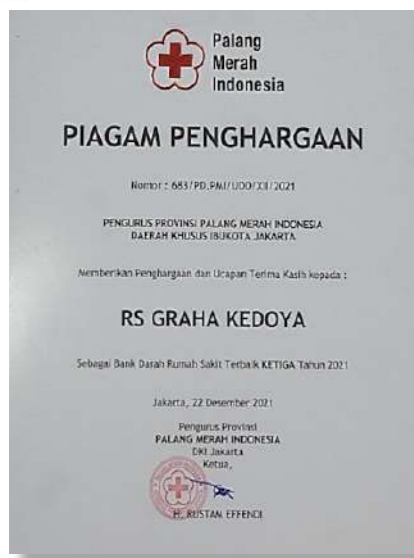 Palang
Merah
Indonesia
PIAGAM PENGHARGAAN
Nomor : 683/PD.PMI/UDD/XII/2021
PENGURUS PROVINSI PALANG MERAH INDONESIA
DAERAH KHUSUS IBUKOTA JAKARTA
Memberikan Penghargaan dan Ucapan Terima Kasih kepada :
RS GRAHA KEDOYA
Sebagai Bank Darah Rumah Sakit Terbaik KETIGA Tahun 2021
Jakarta, 22 Desember 2021
Pengurus Provinsi
PALANG MERAH INDONESIA
DKI Jakarta
Ketua,
H. RUSTAM EFFENDI